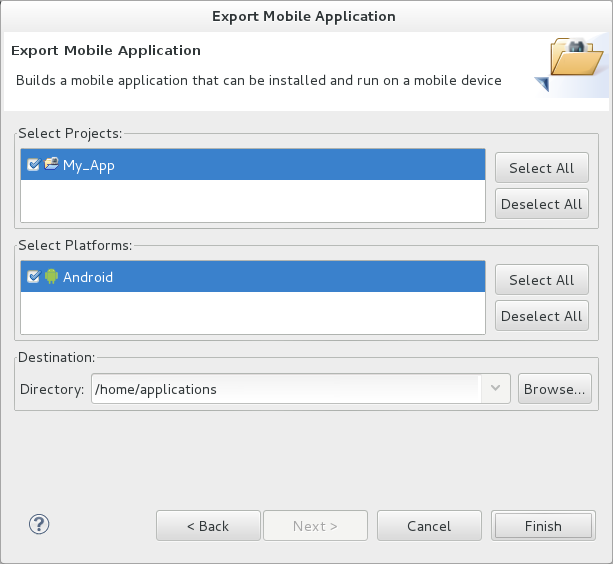 Export Mobile Application
Export Mobile Application
Builds a mobile application that can be installed and run on a mobile device
Select Projects:
My_App
Select All
Deselect All
Select Platforms:
Android
Select All
Deselect All
Destination:
Directory: /home/applications Browse...
? < Back Next > Cancel Finish